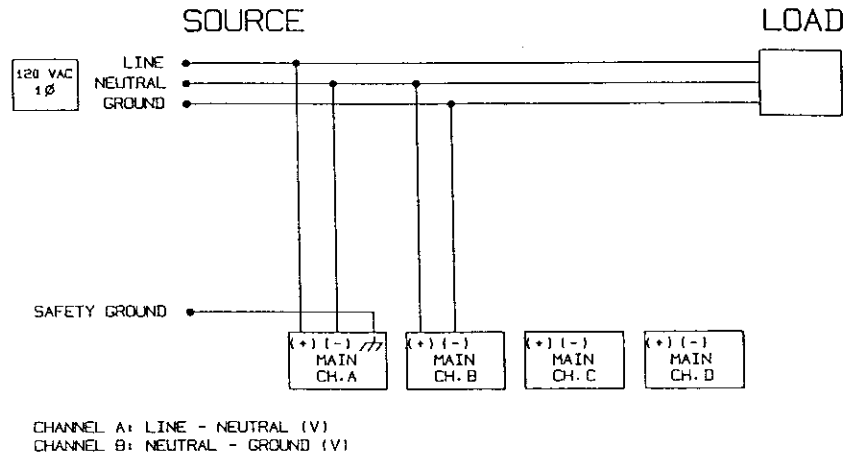 SOURCE LOAD
120 VAC
1Ø
LINE
NEUTRAL
GROUND
SAFETY GROUND
(+) (-)
MAIN
CH. A
(+) (-)
MAIN
CH. B
(+) (-)
MAIN
CH. C
(+) (-)
MAIN
CH. D
CHANNEL A: LINE - NEUTRAL (V)
CHANNEL B: NEUTRAL - GROUND (V)